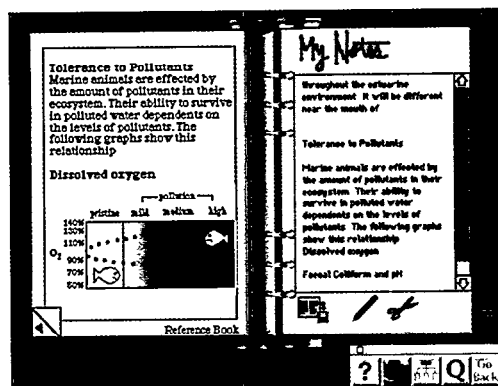 Tolerance to Pollutants
Marine animals are effected by
the amount of pollutants in their
ecosystem. Their ability to survive
in polluted water dependents on
the levels of pollutants. The
following graphs show this
relationship
Dissolved oxygen
pollution
pristine mild medium high
140%
130%
110%
O2
90%
70%
50%
Reference Book
My Notes
throughout the estuarine
environment. It will be different
near the mouth of
Tolerance to Pollutants
Marine animals are effected by
the amount of pollutants in their
ecosystem. Their ability to
survive in polluted water
dependents on the levels of
pollutants. The following graphs
show this relationship
Dissolved oxygen
Faecal Coliform and pH
?
Q
Go
Back